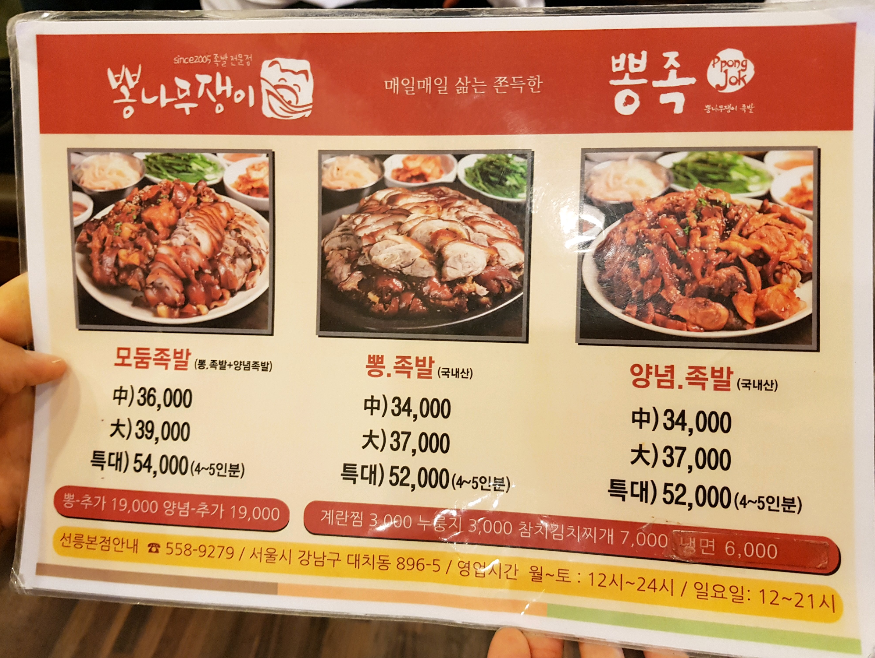 since2005 족발전문점
뽕나무쟁이
매일매일 삶는 쫀득한
뽕족
Ppong
Jok
뽕나무쟁이 족발
모둠족발 (뽕,족발+양념족발)
中) 36,000
大) 39,000
특대) 54,000 (4~5인분)
뽕.족발 (국내산)
中) 34,000
大) 37,000
특대) 52,000 (4~5인분)
양념.족발 (국내산)
中) 34,000
大) 37,000
특대) 52,000 (4~5인분)
뽕-추가 19,000 양념-추가 19,000
계란찜 3,000 누룽지 3,000 참치김치찌개 7,000 냉면 6,000
선릉본점안내 ☎ 558-9279 / 서울시 강남구 대치동 896-5 / 영업시간 월~토 : 12시~24시 / 일요일: 12~21시